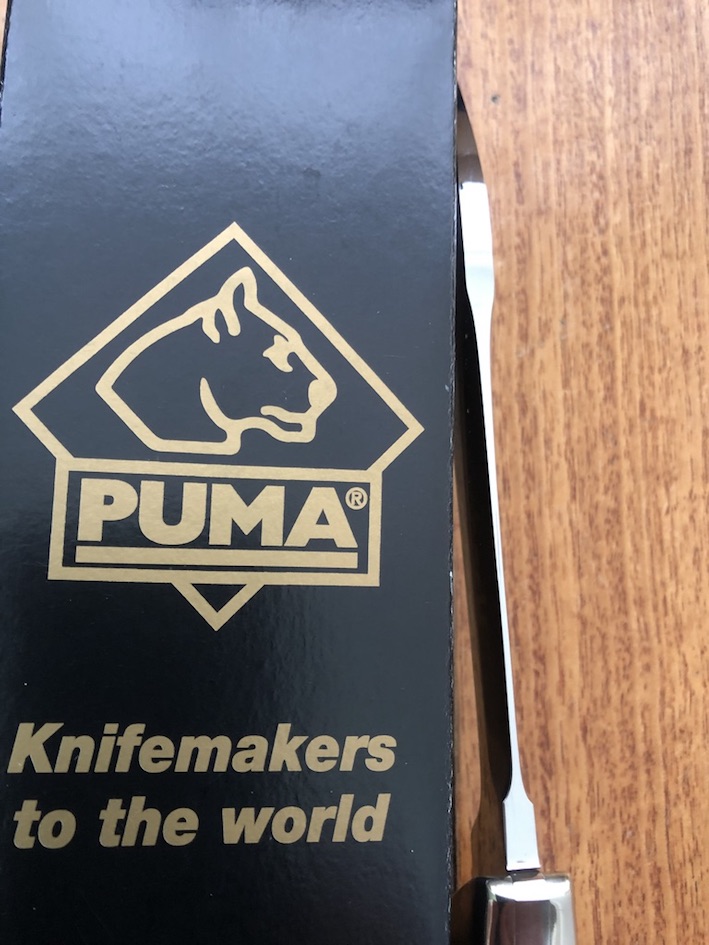 PUMA®
Knifemakers
to the world